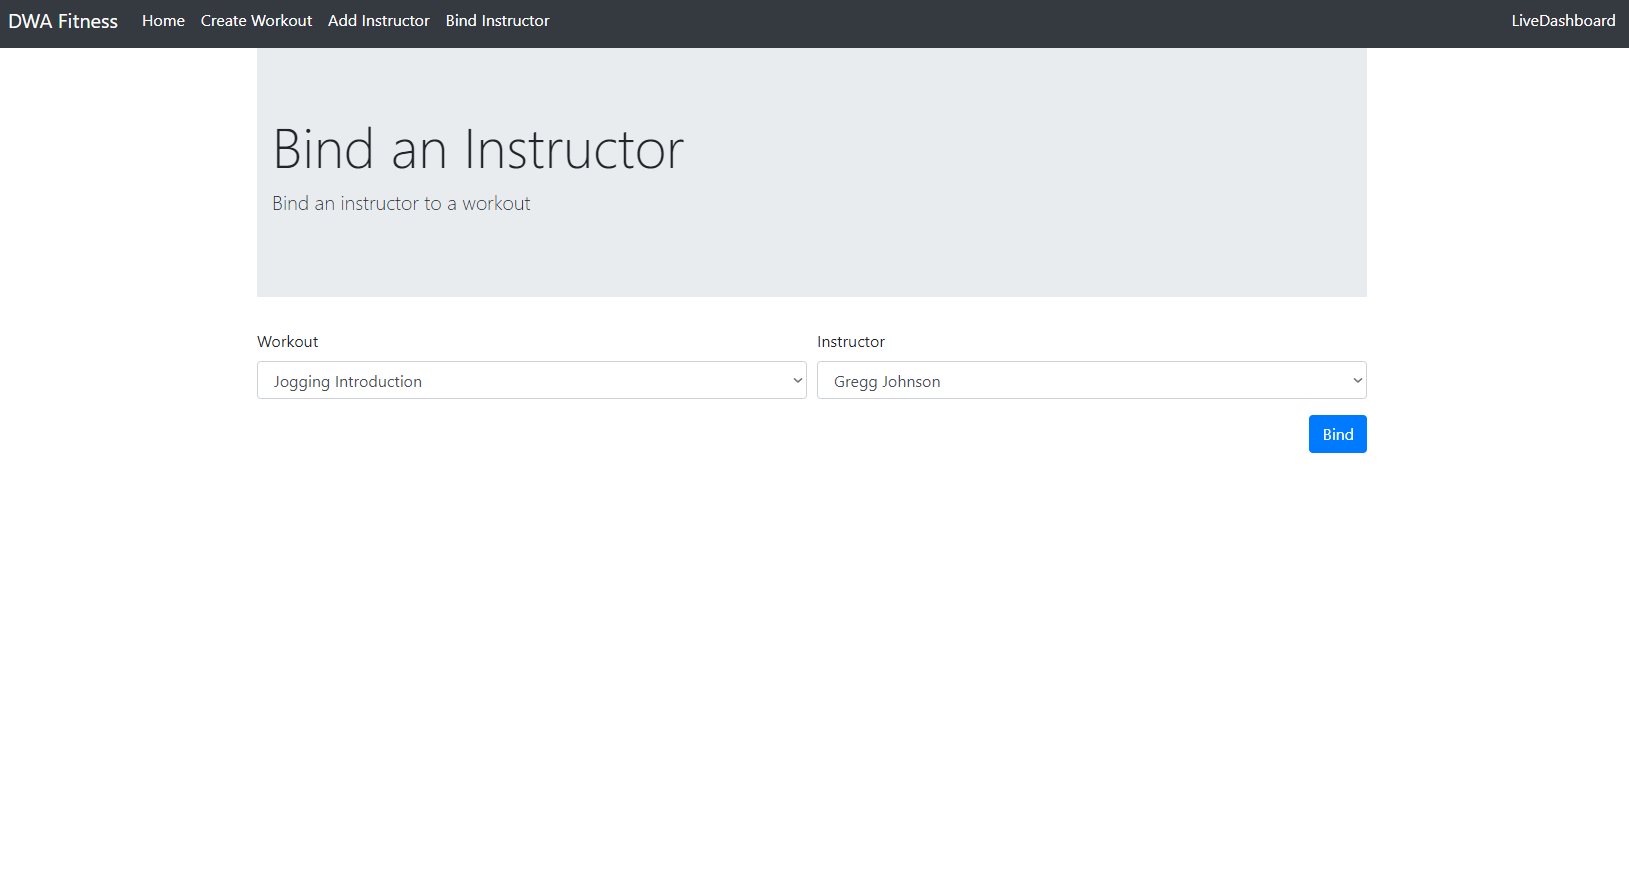 DWA Fitness Home Create Workout Add Instructor Bind Instructor LiveDashboard
Bind an Instructor
Bind an instructor to a workout
Workout Instructor
Jogging Introduction Gregg Johnson
Bind